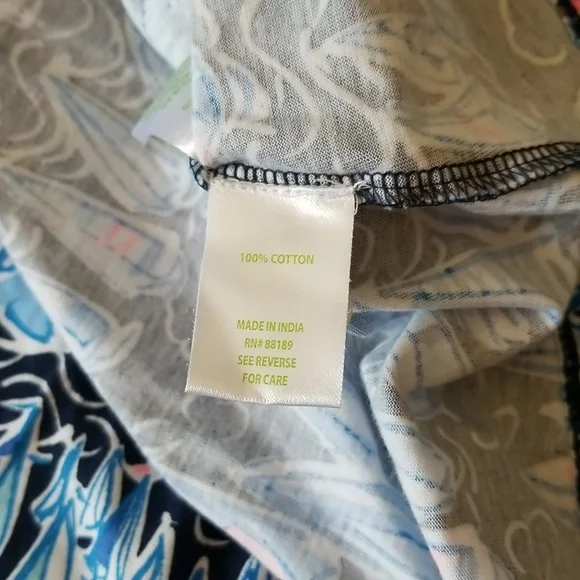 100% COTTON
MADE IN INDIA
RN# 88189
SEE REVERSE
FOR CARE